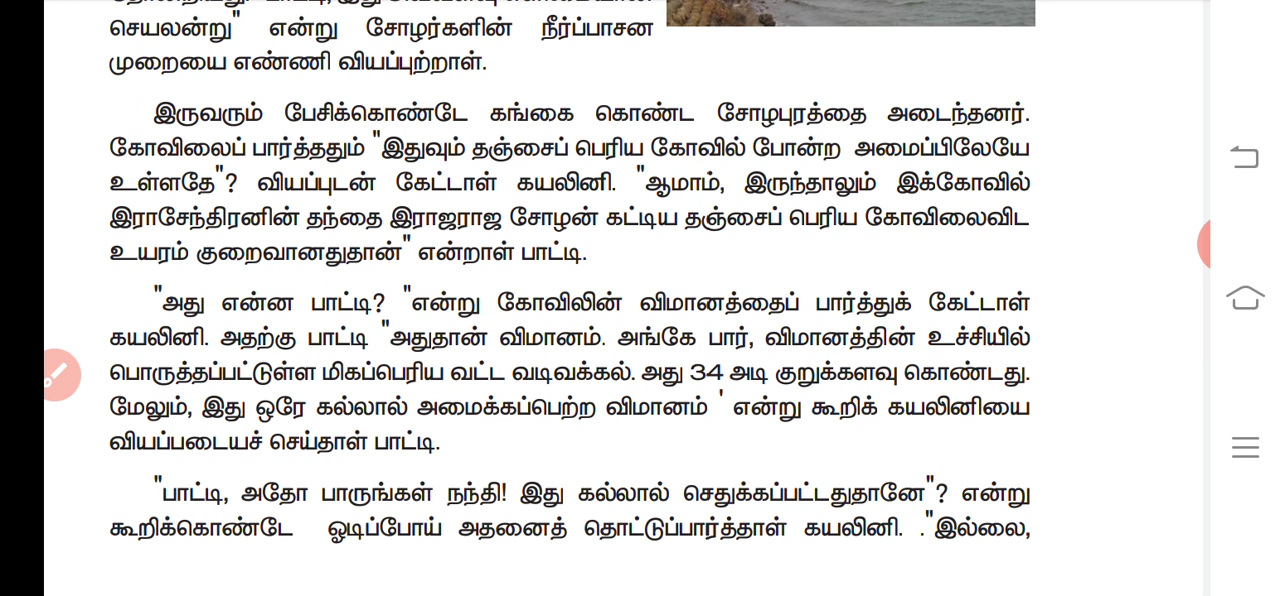 செயலன்று" என்று சோழர்களின் நீர்ப்பாசன
முறையை எண்ணி வியப்புற்றாள்.
இருவரும் பேசிக்கொண்டே கங்கை கொண்ட சோழபுரத்தை அடைந்தனர்.
கோவிலைப் பார்த்ததும் "இதுவும் தஞ்சைப் பெரிய கோவில் போன்ற அமைப்பிலேயே
உள்ளதே"? வியப்புடன் கேட்டாள் கயலினி. "ஆமாம், இருந்தாலும் இக்கோவில்
இராசேந்திரனின் தந்தை இராஜராஜ சோழன் கட்டிய தஞ்சைப் பெரிய கோவிலைவிட
உயரம் குறைவானதுதான்" என்றாள் பாட்டி.
"அது என்ன பாட்டி? "என்று கோவிலின் விமானத்தைப் பார்த்துக் கேட்டாள்
கயலினி. அதற்கு பாட்டி "அதுதான் விமானம். அங்கே பார், விமானத்தின் உச்சியில்
பொருத்தப்பட்டுள்ள மிகப்பெரிய வட்ட வடிவக்கல். அது 34 அடி குறுக்களவு கொண்டது.
மேலும், இது ஒரே கல்லால் அமைக்கப்பெற்ற விமானம் ' என்று கூறிக் கயலினியை
வியப்படையச் செய்தாள் பாட்டி.
"பாட்டி, அதோ பாருங்கள் நந்தி! இது கல்லால் செதுக்கப்பட்டதுதானே"? என்று
கூறிக்கொண்டே ஓடிப்போய் அதனைத் தொட்டுப்பார்த்தாள் கயலினி. ."இல்லை,